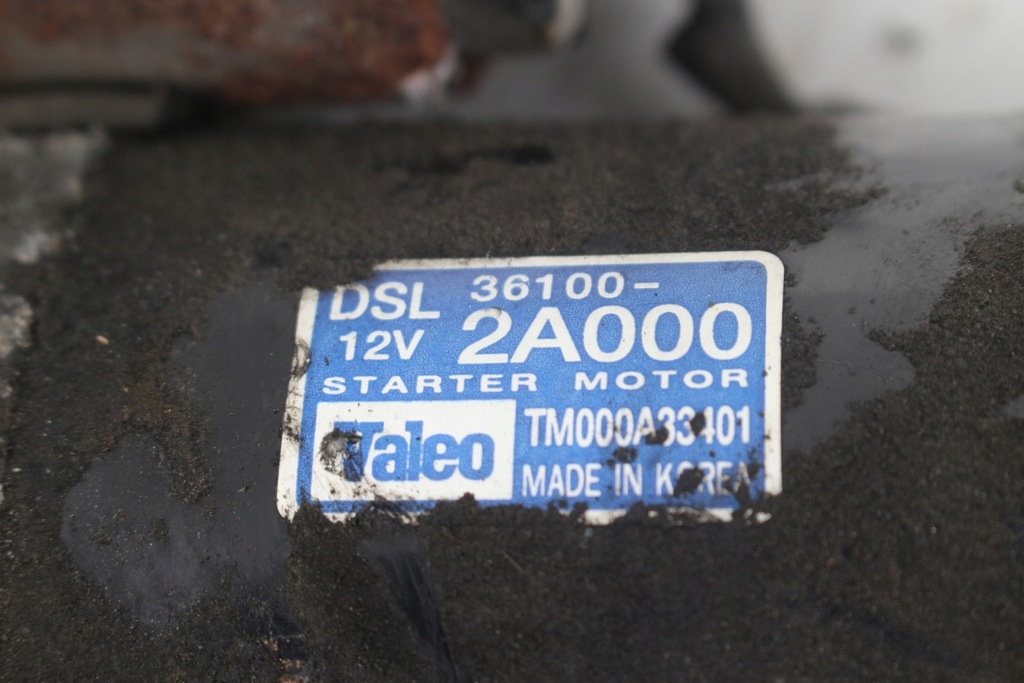 DSL 36100-
12V 2A000
STARTER MOTOR
Valeo TM000A33401
MADE IN KOREA